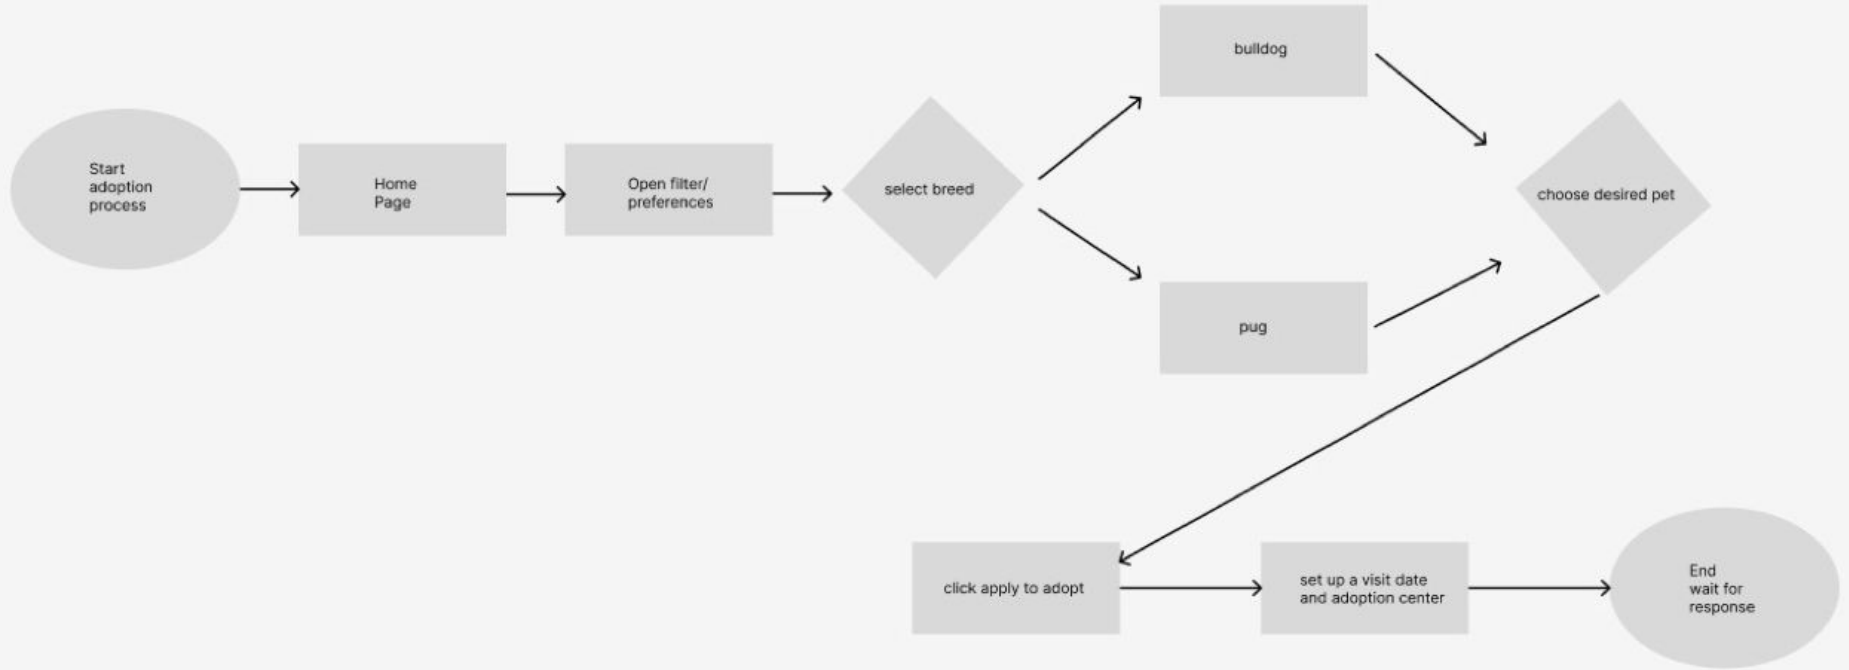 Start
adoption
process
Home
Page
Open filter/
preferences
select breed
bulldog
pug
choose desired pet
click apply to adopt
set up a visit date
and adoption center
End
wait for
response